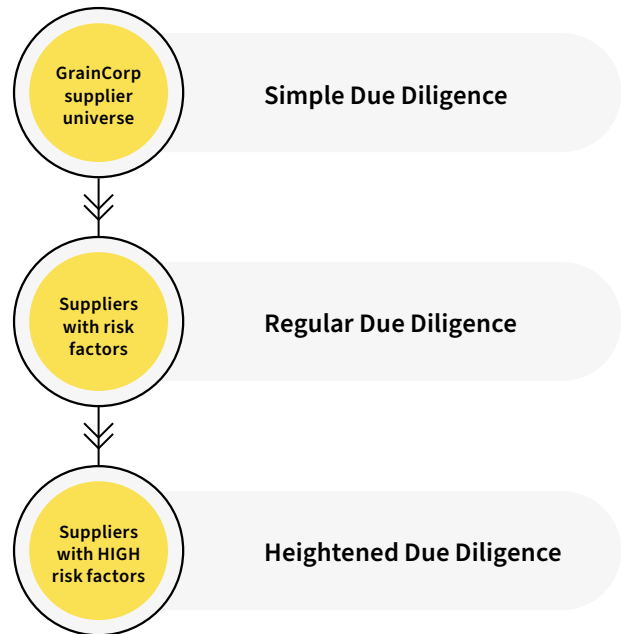 GrainCorp
supplier
universe
Simple Due Diligence
Suppliers
with risk
factors
Regular Due Diligence
Suppliers
with HIGH
risk factors
Heightened Due Diligence